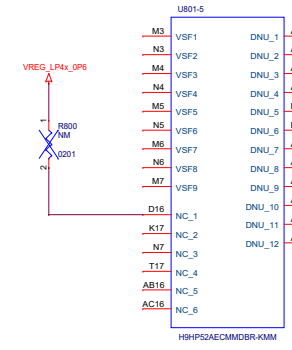 U801-5
M3 VSF1 DNU_1
N3 VSF2 DNU_2
M4 VSF3 DNU_3
N4 VSF4 DNU_4
M5 VSF5 DNU_5
N5 VSF6 DNU_6
M6 VSF7 DNU_7
N6 VSF8 DNU_8
M7 VSF9 DNU_9
D16 NC_1 DNU_10
K17 NC_2 DNU_11
N7 NC_3 DNU_12
T17 NC_4
AB16 NC_5
AC16 NC_6
H9HP52AECMMDBR-KMM
VREG_LP4x_0P6
1
R800
NM
0201
2